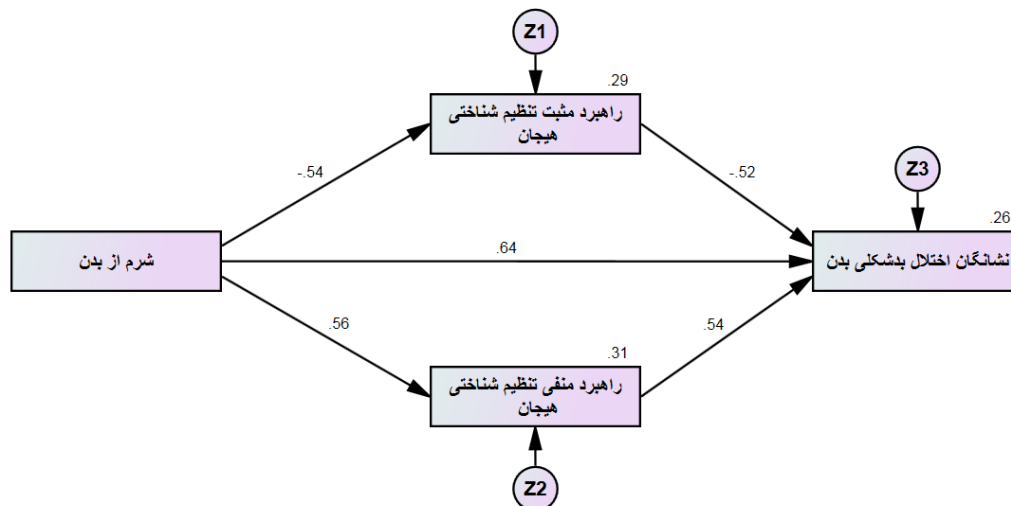 Z1
.29
راهبرد مثبت تنظیم شناختی
هیجان
-.54
-.52
Z3
.26
شرم از بدن
.64
نشانگان اختلال بدشکلی بدن
.56
.54
.31
راهبرد منفی تنظیم شناختی
هیجان
Z2